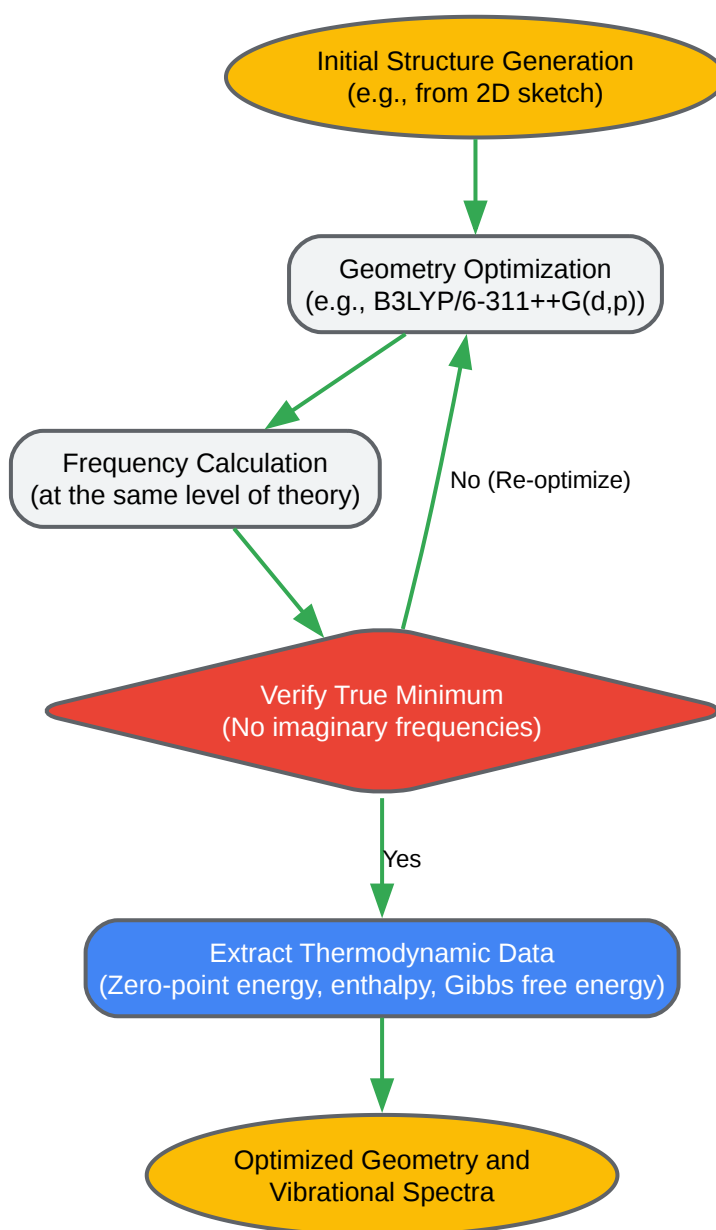 Initial Structure Generation
(e.g., from 2D sketch)
Geometry Optimization
(e.g., B3LYP/6-311++G(d,p))
Frequency Calculation
(at the same level of theory)
No (Re-optimize)
Verify True Minimum
(No imaginary frequencies)
Yes
Extract Thermodynamic Data
(Zero-point energy, enthalpy, Gibbs free energy)
Optimized Geometry and
Vibrational Spectra